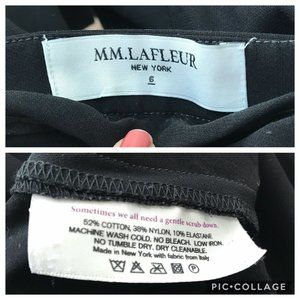 MM.LAFLEUR
NEW YORK
6
Sometimes we all need a gentle scrub down.
52% COTTON, 38% NYLON, 10% ELASTANE
MACHINE WASH COLD. NO BLEACH. LOW IRON.
NO TUMBLE DRY. DRY CLEANABLE.
Made in New York with fabric from Italy
PIC•COLLAGE